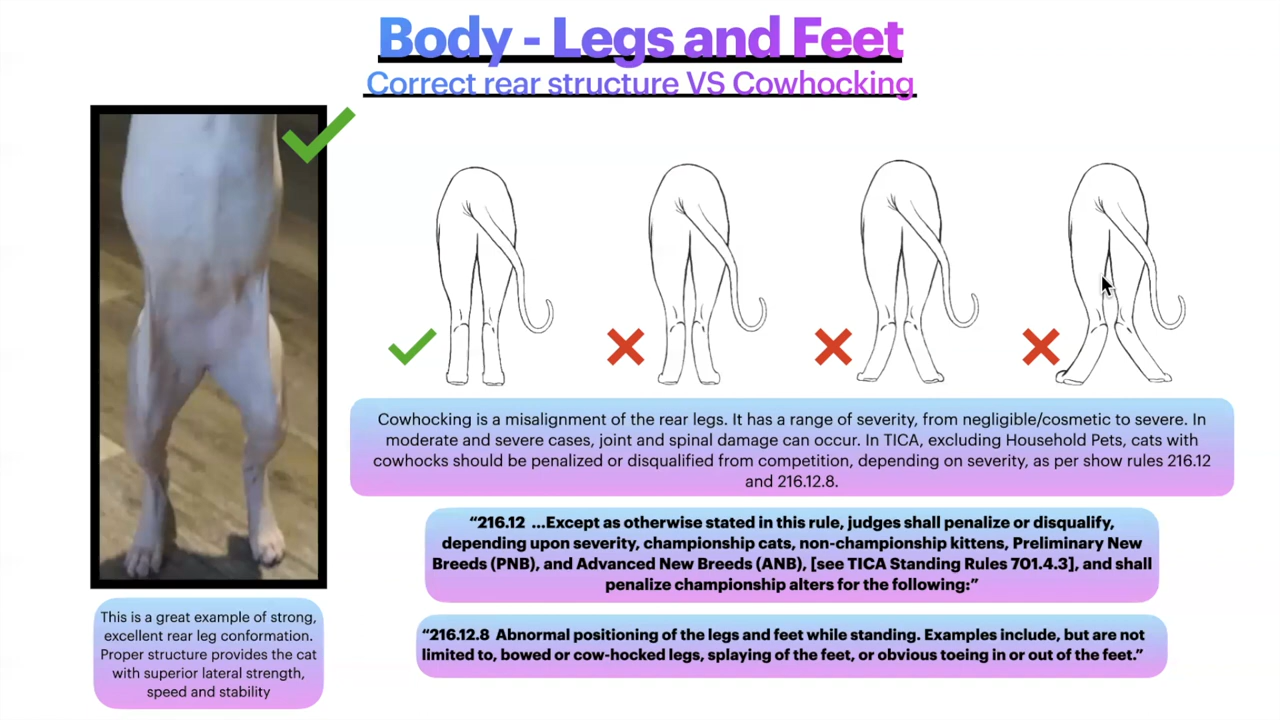 Body - Legs and Feet
Correct rear structure VS Cowhocking
Cowhocking is a misalignment of the rear legs. It has a range of severity, from negligible/cosmetic to severe. In
moderate and severe cases, joint and spinal damage can occur. In TICA, excluding Household Pets, cats with
cowhocks should be penalized or disqualified from competition, depending on severity, as per show rules 216.12
and 216.12.8.
“216.12 ...Except as otherwise stated in this rule, judges shall penalize or disqualify,
depending upon severity, championship cats, non-championship kittens, Preliminary New
Breeds (PNB), and Advanced New Breeds (ANB), [see TICA Standing Rules 701.4.3], and shall
penalize championship alters for the following:”
“216.12.8 Abnormal positioning of the legs and feet while standing. Examples include, but are not
limited to, bowed or cow-hocked legs, splaying of the feet, or obvious toeing in or out of the feet.”
This is a great example of strong,
excellent rear leg conformation.
Proper structure provides the cat
with superior lateral strength,
speed and stability